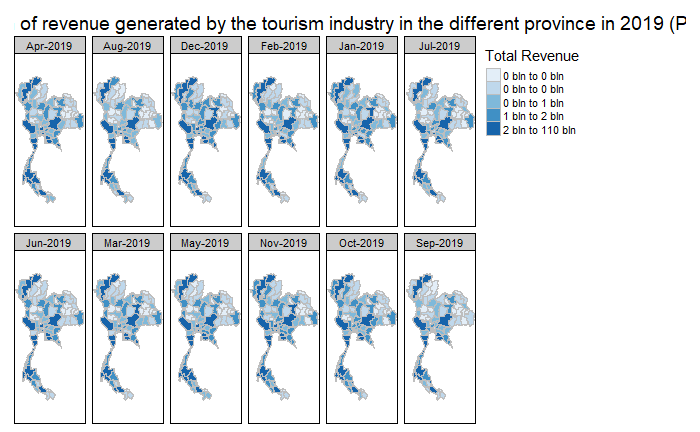 of revenue generated by the tourism industry in the different province in 2019 (P
Apr-2019 Aug-2019 Dec-2019 Feb-2019 Jan-2019 Jul-2019
Total Revenue
0 bln to 0 bln
0 bln to 0 bln
0 bln to 1 bln
1 bln to 2 bln
2 bln to 110 bln
Jun-2019 Mar-2019 May-2019 Nov-2019 Oct-2019 Sep-2019